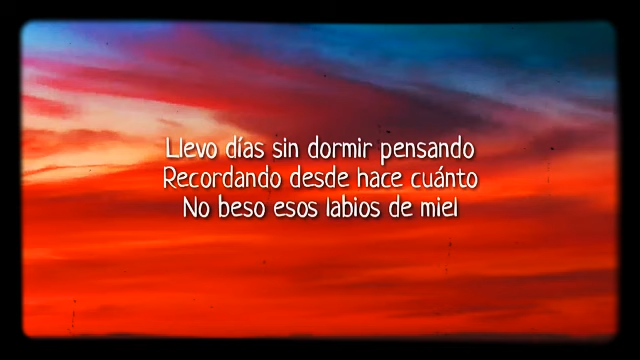 Llevo días sin dormir pensando
Recordando desde hace cuánto
No beso esos labios de miel